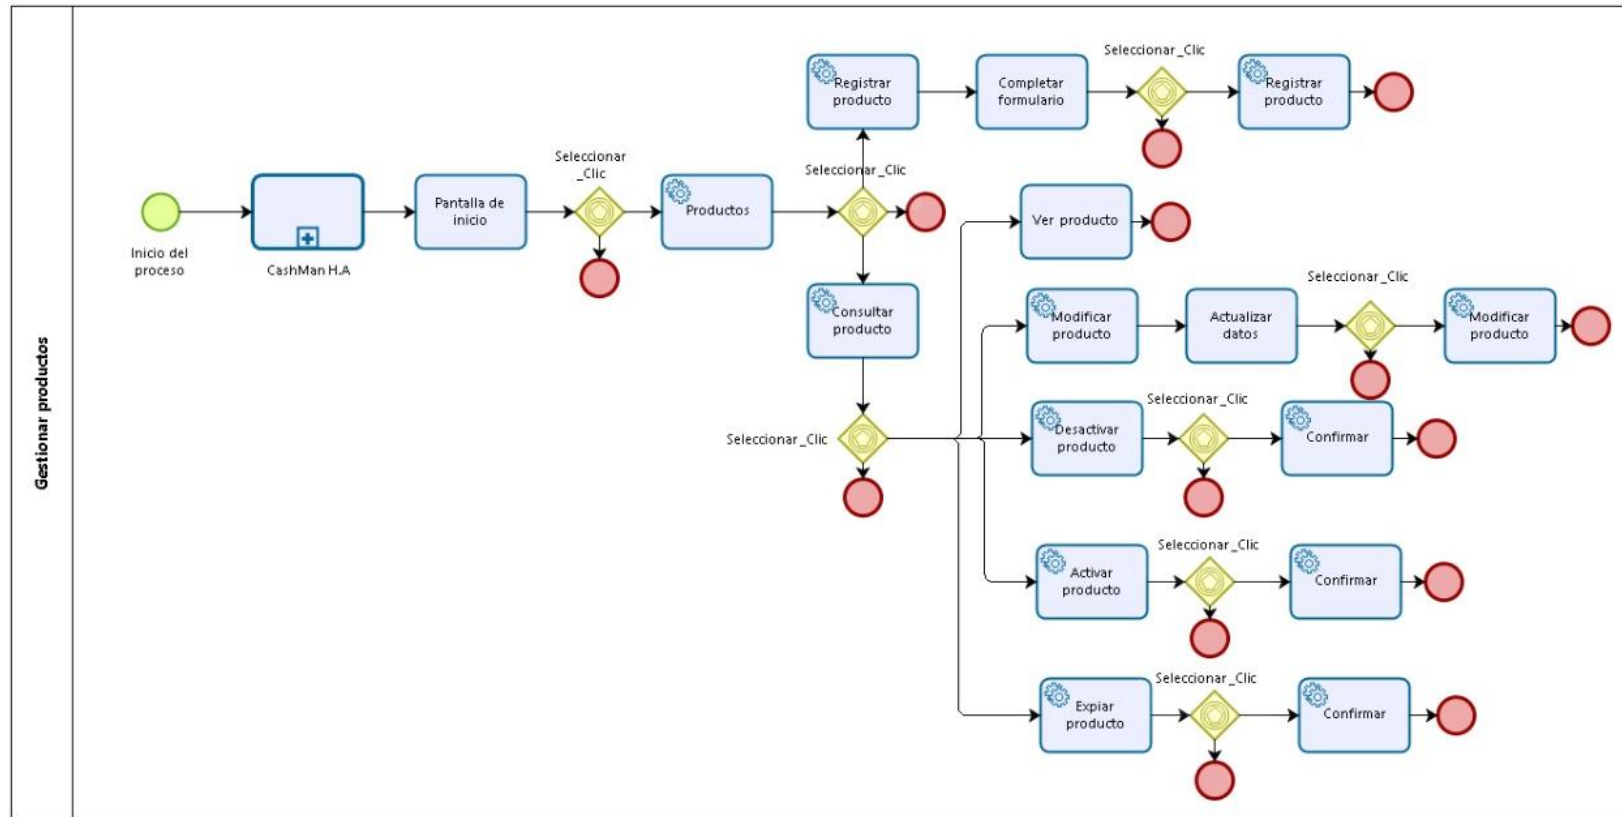 Gestionar productos
Inicio del
proceso
CashMan H.A
Pantalla de
inicio
Seleccionar
_Clic
Productos
Seleccionar_Clic
Registrar
producto
Completar
formulario
Seleccionar_Clic
Registrar
producto
Consultar
producto
Seleccionar_Clic
Ver producto
Modificar
producto
Actualizar
datos
Seleccionar_Clic
Modificar
producto
Desactivar
producto
Seleccionar_Clic
Confirmar
Activar
producto
Seleccionar_Clic
Confirmar
Expiar
producto
Seleccionar_Clic
Confirmar